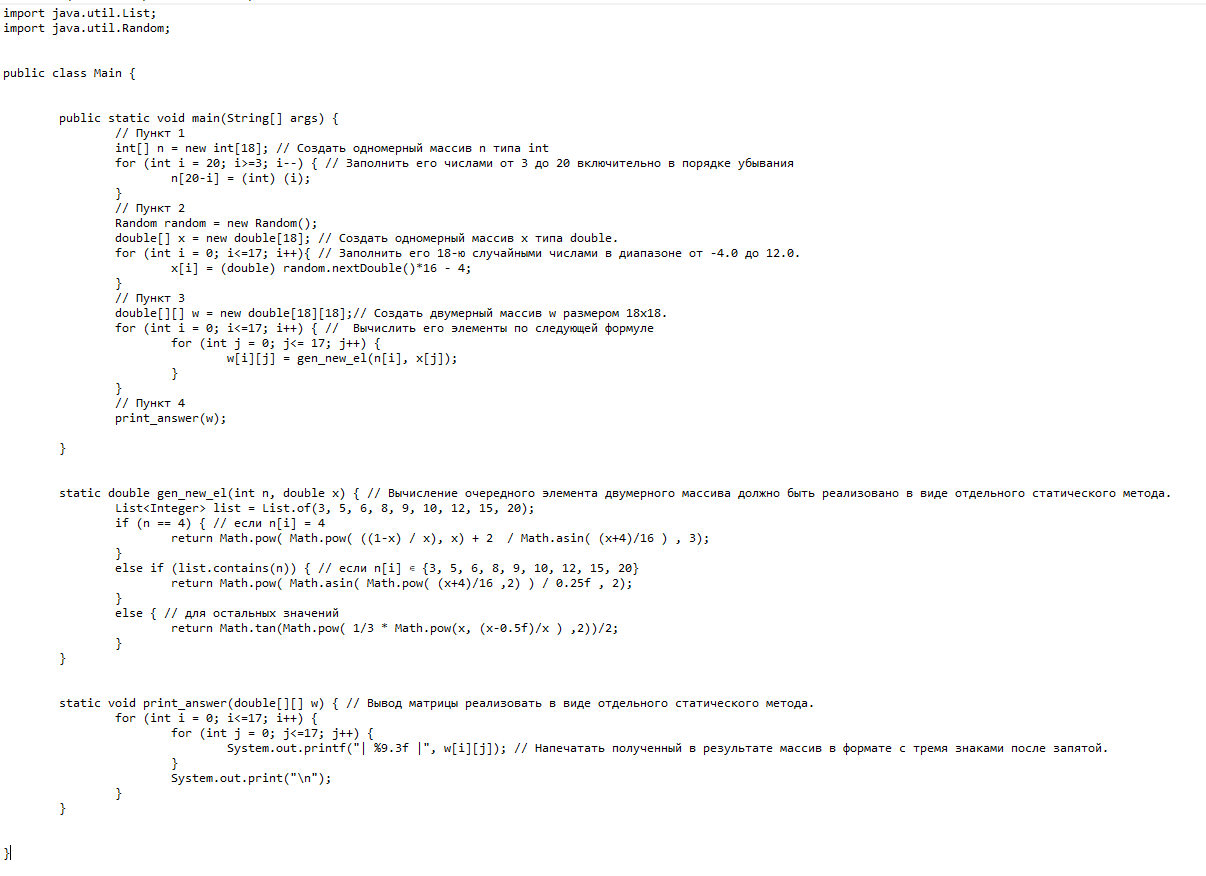 import java.util.List;
import java.util.Random;
public class Main {
public static void main(String[] args) {
// Пункт 1
int[] n = new int[18]; // Создать одномерный массив n типа int
for (int i = 20; i>=3; i--) { // Заполнить его числами от 3 до 20 включительно в порядке убывания
n[20-i] = (int) (i);
}
// Пункт 2
Random random = new Random();
double[] x = new double[18]; // Создать одномерный массив x типа double.
for (int i = 0; i<=17; i++){ // Заполнить его 18-ю случайными числами в диапазоне от -4.0 до 12.0.
x[i] = (double) random.nextDouble()*16 - 4;
}
// Пункт 3
double[][] w = new double[18][18];// Создать двумерный массив w размером 18x18.
for (int i = 0; i<=17; i++) { //  Вычислить его элементы по следующей формуле
for (int j = 0; j<= 17; j++) {
w[i][j] = gen_new_el(n[i], x[j]);
}
}
// Пункт 4
print_answer(w);
}
static double gen_new_el(int n, double x) { // Вычисление очередного элемента двумерного массива должно быть реализовано в виде отдельного статического метода.
List<Integer> list = List.of(3, 5, 6, 8, 9, 10, 12, 15, 20);
if (n == 4) { // если n[i] = 4
return Math.pow( Math.pow( ((1-x) / x), x) + 2  / Math.asin( (x+4)/16 ) , 3);
}
else if (list.contains(n)) { // если n[i] ∊ {3, 5, 6, 8, 9, 10, 12, 15, 20}
return Math.pow( Math.asin( Math.pow( (x+4)/16 ,2) ) / 0.25f , 2);
}
else { // для остальных значений
return Math.tan(Math.pow( 1/3 * Math.pow(x, (x-0.5f)/x ) ,2))/2;
}
}
static void print_answer(double[][] w) { // Вывод матрицы реализовать в виде отдельного статического метода.
for (int i = 0; i<=17; i++) {
for (int j = 0; j<=17; j++) {
System.out.printf("| %9.3f |", w[i][j]); // Напечатать полученный в результате массив в формате с тремя знаками после запятой.
}
System.out.print("\n");
}
}
}